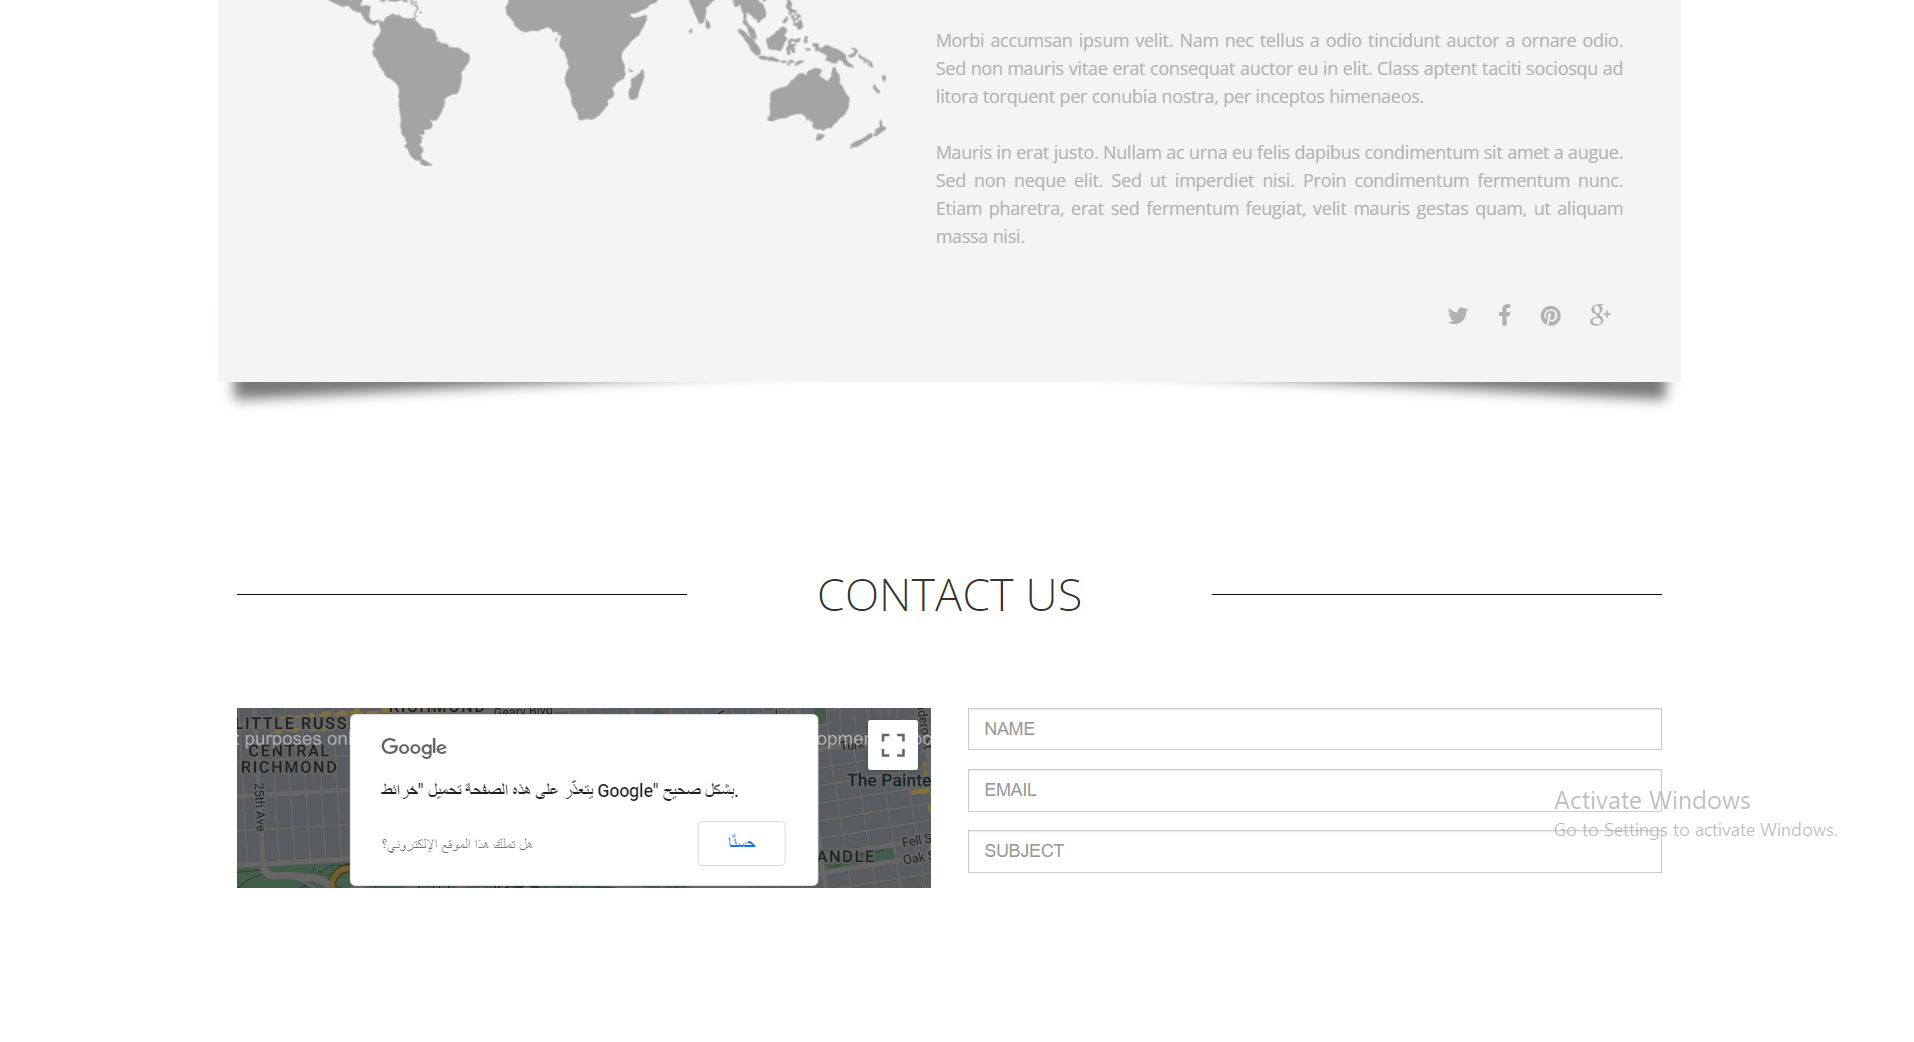 Morbi accumsan ipsum velit. Nam nec tellus a odio tincidunt auctor a ornare odio.
Sed non mauris vitae erat consequat auctor eu in elit. Class aptent taciti sociosqu ad
litora torquent per conubia nostra, per inceptos himenaeos.
Mauris in erat justo. Nullam ac urna eu felis dapibus condimentum sit amet a augue.
Sed non neque elit. Sed ut imperdiet nisi. Proin condimentum fermentum nunc.
Etiam pharetra, erat sed fermentum feugiat, velit mauris gestas quam, ut aliquam
massa nisi.
CONTACT US
LITTLE RUSS
purposes on
CENTRAL
RICHMOND
25th Ave
RICHMOND
Geary Blvd
Google
يتعذّر على هذه الصفحة تحميل "خرائط Google" بشكل صحيح.
هل تملك هذا الموقع الإلكتروني؟
حسنًا
Turk
The Painte
Fell S
Oak S
ANDLE
NAME
EMAIL
SUBJECT
Activate Windows
Go to Settings to activate Windows.